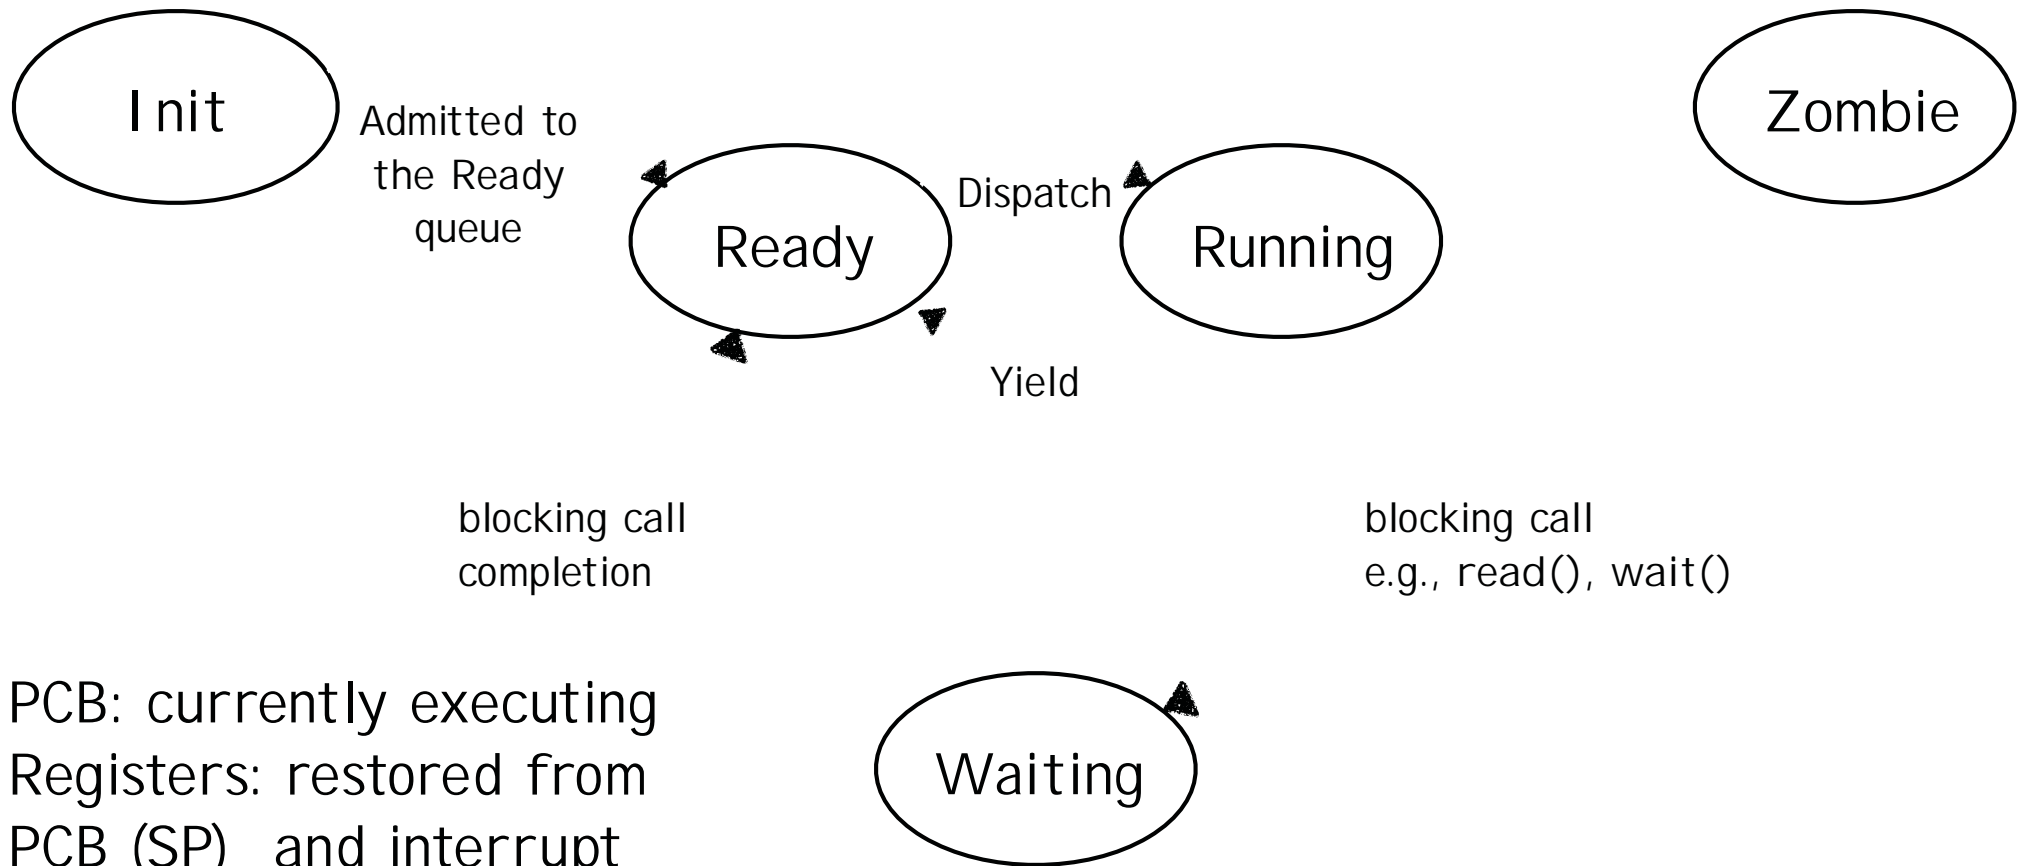 Init
Zombie
Admitted to
the Ready
queue
Dispatch
Ready
Running
Yield
blocking call
completion
blocking call
e.g., read(), wait()
PCB: currently executing
Registers: restored from
PCB (SP) and interrupt
Waiting